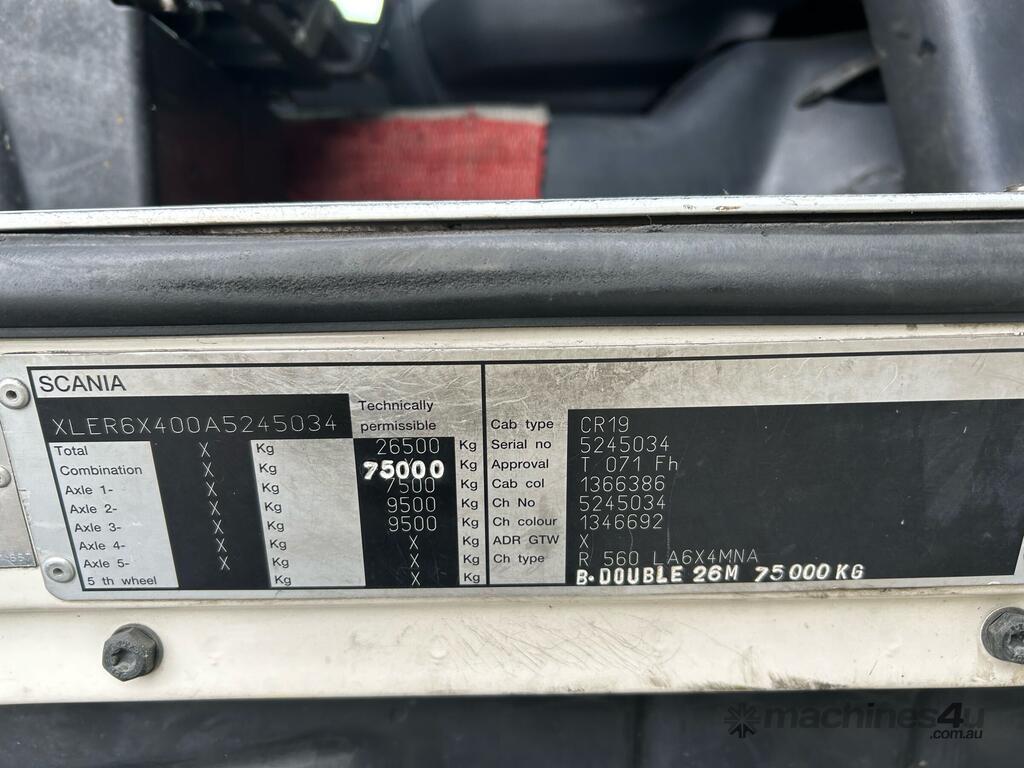 SCANIA
XLER6X400A5245034
Technically
permissible
Total X Kg 26500 Kg
Combination X Kg 75000 Kg
Axle 1- X Kg 7500 Kg
Axle 2- X Kg 9500 Kg
Axle 3- X Kg 9500 Kg
Axle 4- X Kg X Kg
Axle 5- X Kg X Kg
5 th wheel Kg X Kg
Cab type CR19
Serial no 5245034
Approval T 071 Fh
Cab col 1366386
Ch No 5245034
Ch colour 1346692
ADR GTW X
Ch type R 560 LA6X4MNA
B·DOUBLE 26M 75000KG
machines4u
.com.au